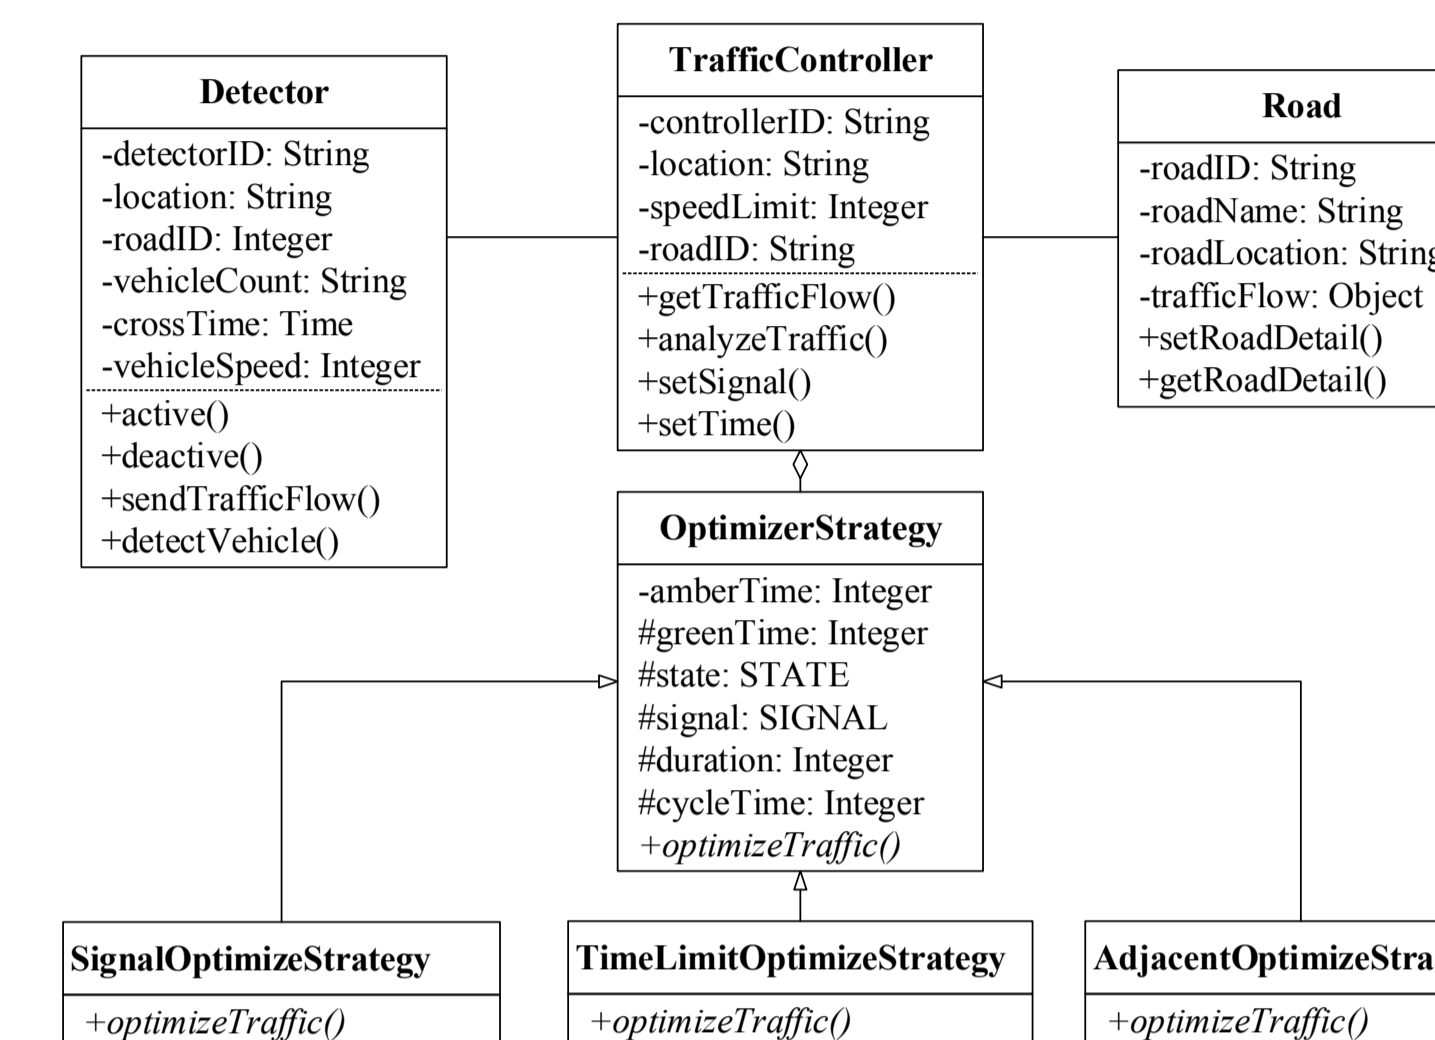 Detector
-detectorID: String
-location: String
-roadID: Integer
-vehicleCount: String
-crossTime: Time
-vehicleSpeed: Integer
+active()
+deactive()
+sendTrafficFlow()
+detectVehicle()
TrafficController
-controllerID: String
-location: String
-speedLimit: Integer
-roadID: String
+getTrafficFlow()
+analyzeTraffic()
+setSignal()
+setTime()
Road
-roadID: String
-roadName: String
-roadLocation: String
-trafficFlow: Object
+setRoadDetail()
+getRoadDetail()
OptimizerStrategy
-amberTime: Integer
#greenTime: Integer
#state: STATE
#signal: SIGNAL
#duration: Integer
#cycleTime: Integer
+optimizeTraffic()
SignalOptimizeStrategy
+optimizeTraffic()
TimeLimitOptimizeStrategy
+optimizeTraffic()
AdjacentOptimizeStra
+optimizeTraffic()